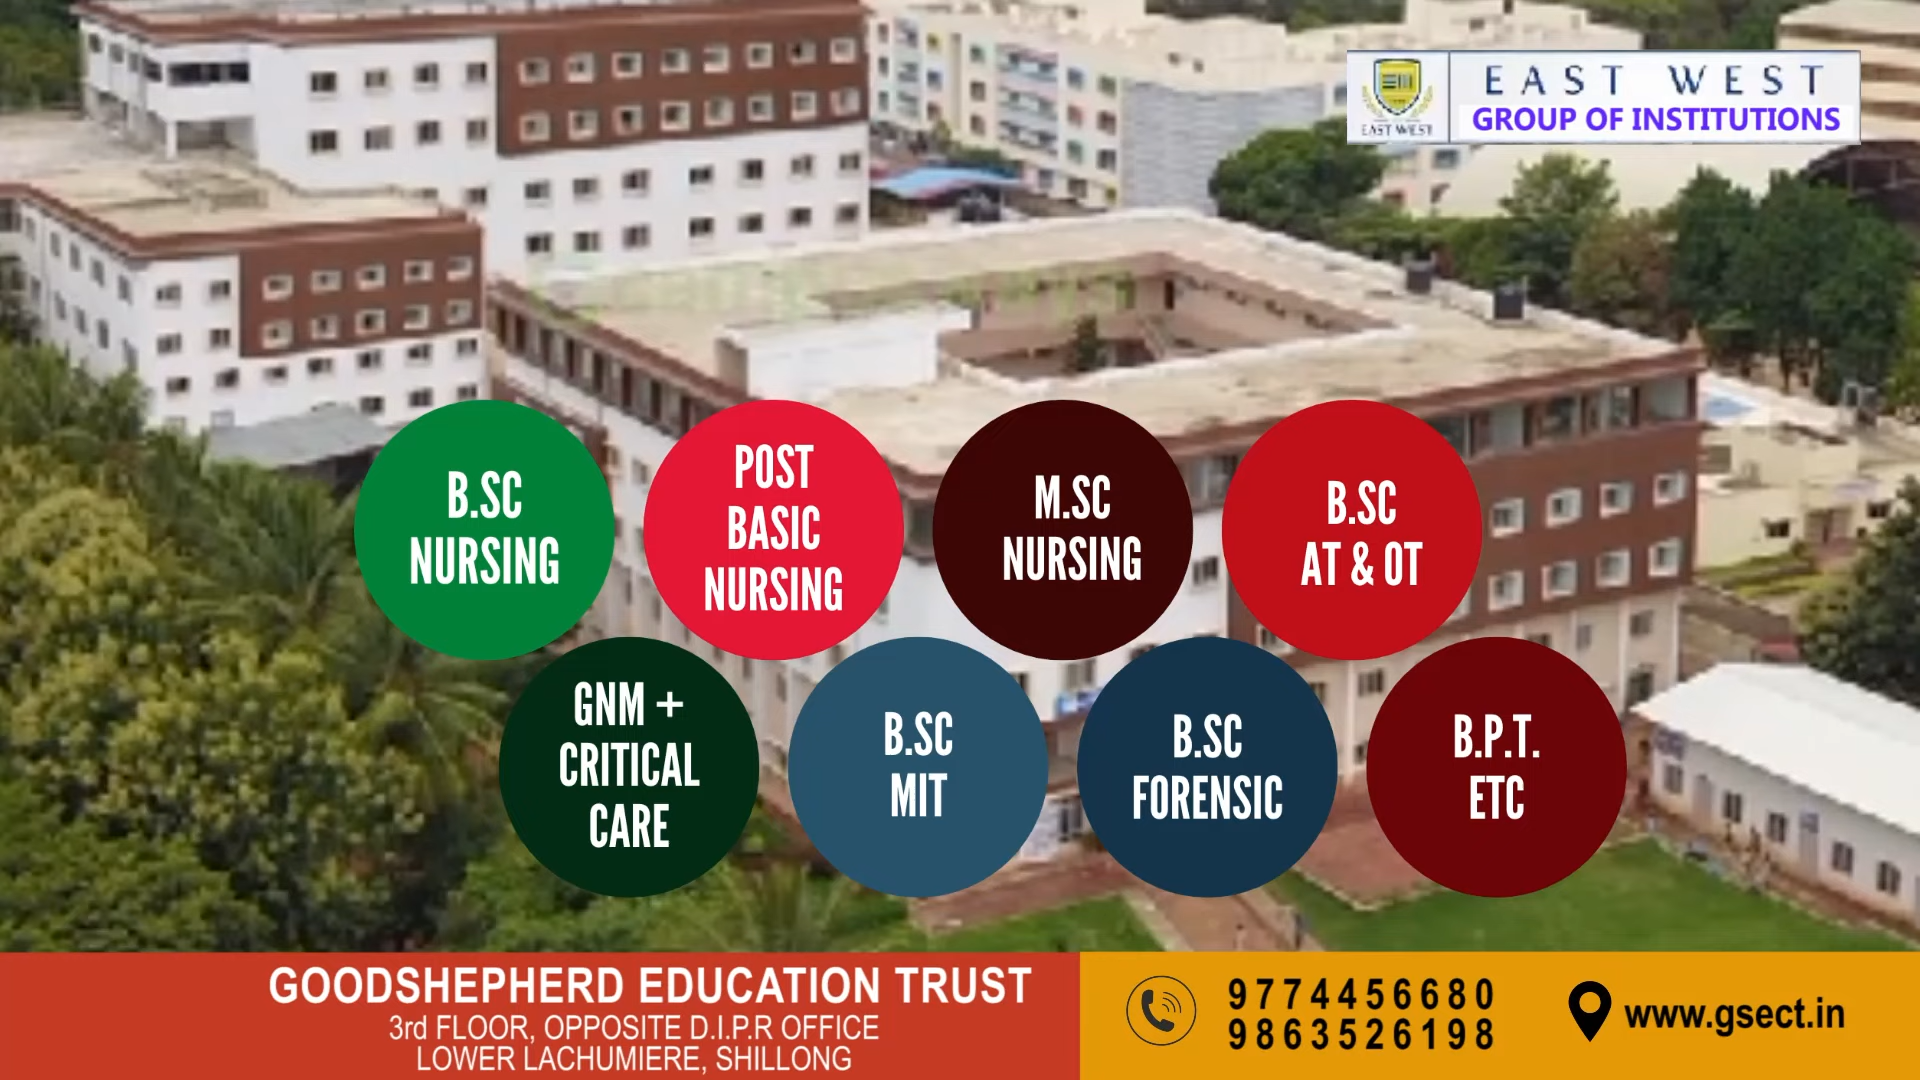 EAST WEST
GROUP OF INSTITUTIONS
EAST WEST
B.SC
NURSING
POST
BASIC
NURSING
M.SC
NURSING
B.SC
AT & OT
GNM +
CRITICAL
CARE
B.SC
MIT
B.SC
FORENSIC
B.P.T.
ETC
GOODSHEPHERD EDUCATION TRUST
3rd FLOOR, OPPOSITE D.I.P.R OFFICE
LOWER LACHUMIERE, SHILLONG
9774456680
9863526198
www.gsect.in